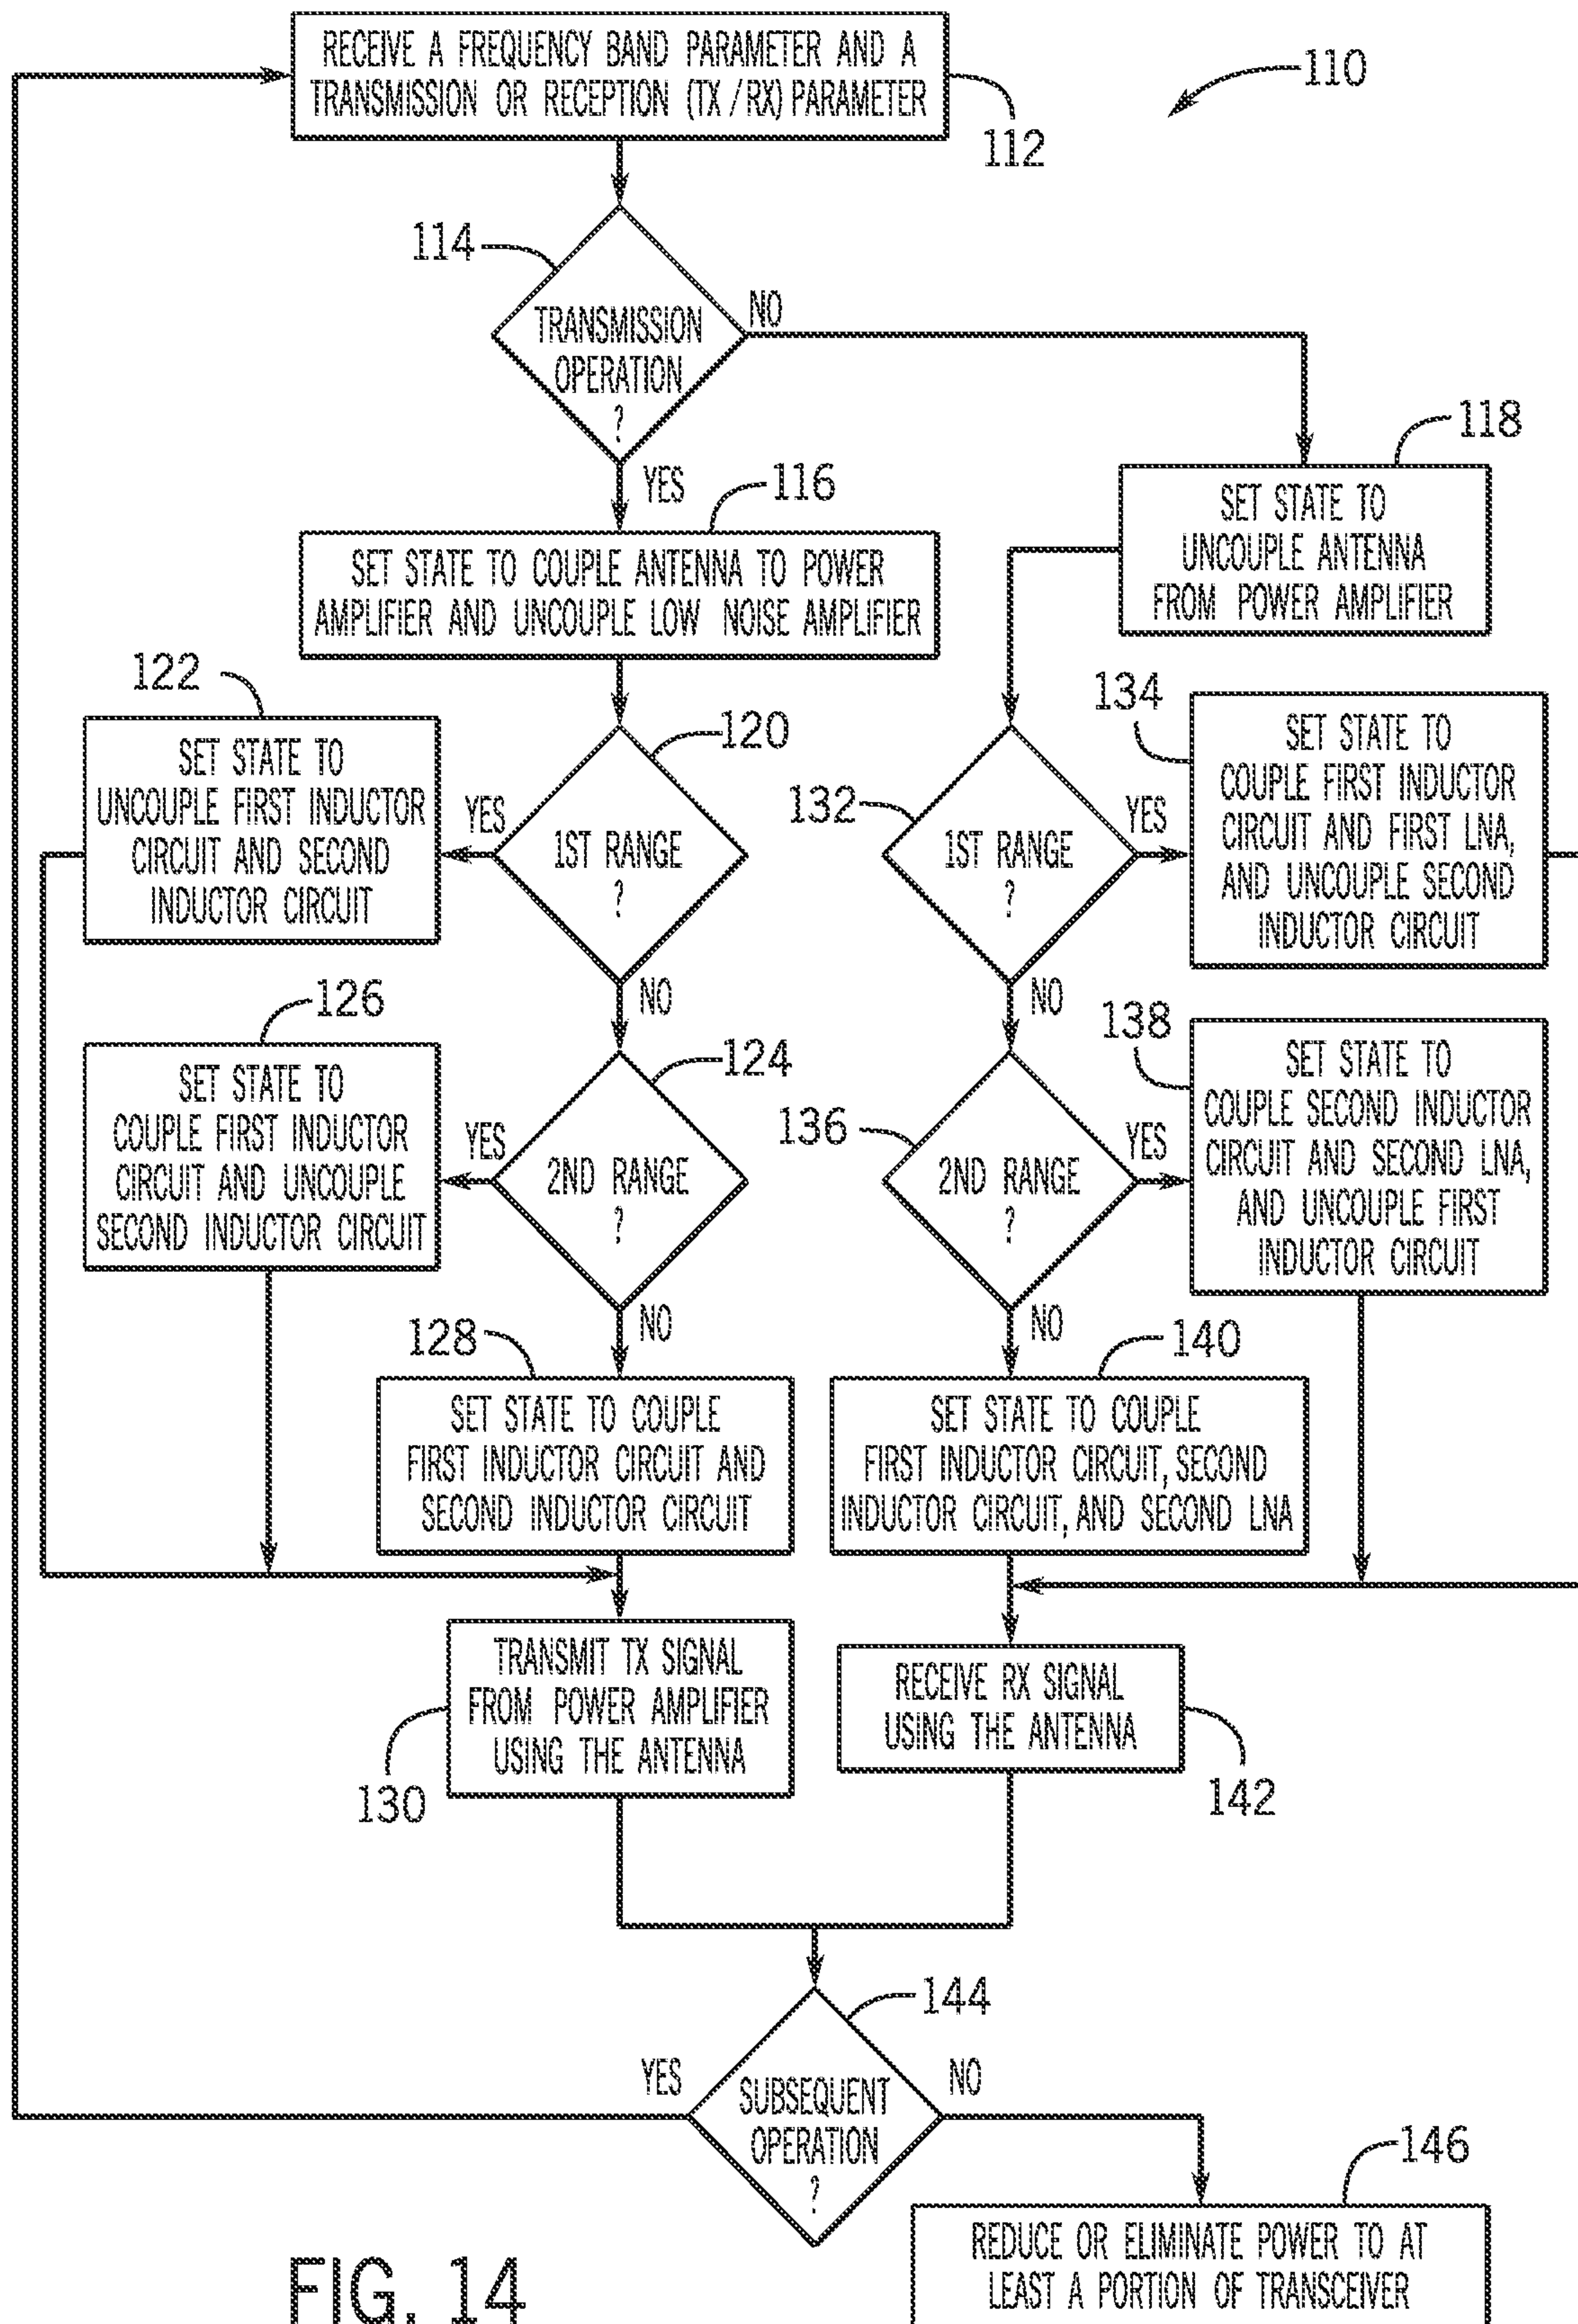 RECEIVE A FREQUENCY BAND PARAMETER AND A
TRANSMISSION OR RECEPTION (TX / RX) PARAMETER
110
112
114
TRANSMISSION
OPERATION
?
NO
YES
116
118
SET STATE TO
UNCOUPLE ANTENNA
FROM POWER AMPLIFIER
SET STATE TO COUPLE ANTENNA TO POWER
AMPLIFIER AND UNCOUPLE LOW NOISE AMPLIFIER
122
SET STATE TO
UNCOUPLE FIRST INDUCTOR
CIRCUIT AND SECOND
INDUCTOR CIRCUIT
120
YES
1ST RANGE
?
NO
132
1ST RANGE
?
YES
NO
134
SET STATE TO
COUPLE FIRST INDUCTOR
CIRCUIT AND FIRST LNA,
AND UNCOUPLE SECOND
INDUCTOR CIRCUIT
126
SET STATE TO
COUPLE FIRST INDUCTOR
CIRCUIT AND UNCOUPLE
SECOND INDUCTOR CIRCUIT
124
YES
2ND RANGE
?
NO
136
2ND RANGE
?
YES
NO
138
SET STATE TO
COUPLE SECOND INDUCTOR
CIRCUIT AND SECOND LNA,
AND UNCOUPLE FIRST
INDUCTOR CIRCUIT
128
SET STATE TO COUPLE
FIRST INDUCTOR CIRCUIT AND
SECOND INDUCTOR CIRCUIT
140
SET STATE TO COUPLE
FIRST INDUCTOR CIRCUIT, SECOND
INDUCTOR CIRCUIT, AND SECOND LNA
TRANSMIT TX SIGNAL
FROM POWER AMPLIFIER
USING THE ANTENNA
130
RECEIVE RX SIGNAL
USING THE ANTENNA
142
144
YES
SUBSEQUENT
OPERATION
?
NO
146
REDUCE OR ELIMINATE POWER TO AT
LEAST A PORTION OF TRANSCEIVER
FIG. 14